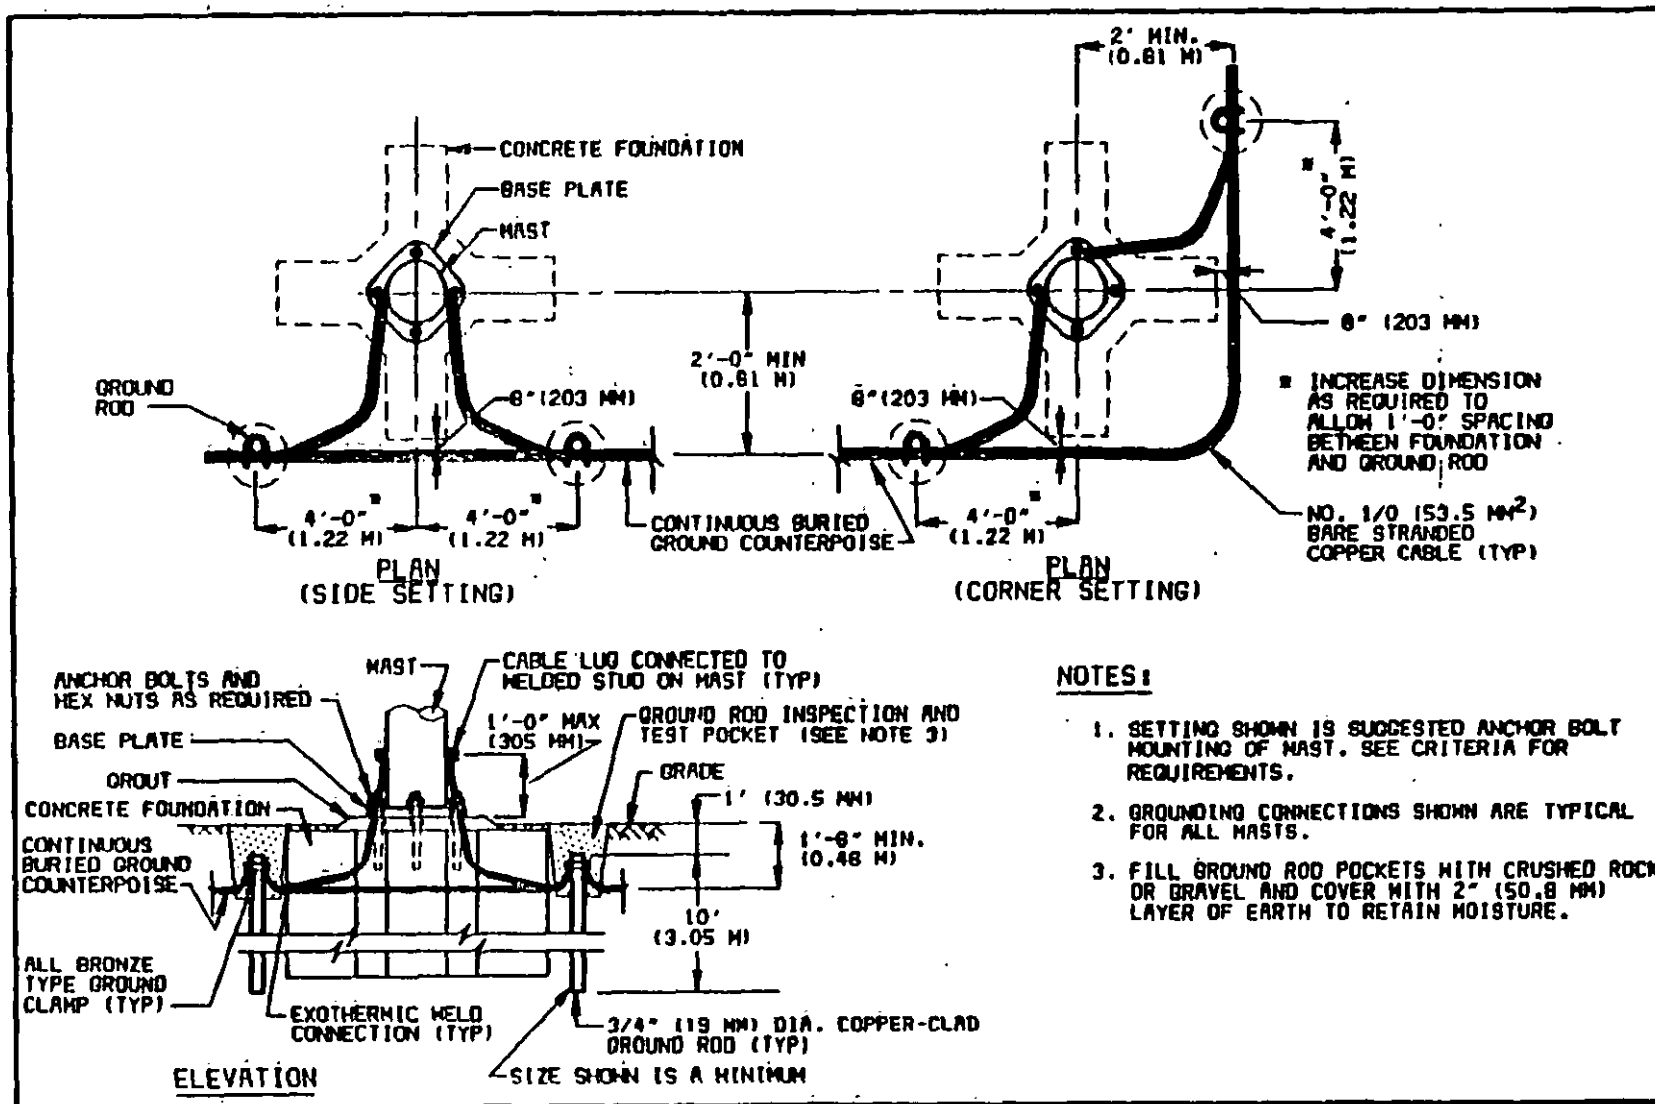 2' MIN.
(0.61 M)
CONCRETE FOUNDATION
BASE PLATE
MAST
4'-0" *
(1.22 M)
8" (203 MM)
2'-0" MIN
(0.61 M)
GROUND
ROD
8" (203 MM)
8" (203 MM)
* INCREASE DIMENSION
AS REQUIRED TO
ALLOW 1'-0" SPACING
BETWEEN FOUNDATION
AND GROUND ROD
4'-0" *
(1.22 M)
4'-0" *
(1.22 M)
CONTINUOUS BURIED
GROUND COUNTERPOISE
4'-0" *
(1.22 M)
NO. 1/0 (53.5 MM²)
BARE STRANDED
COPPER CABLE (TYP)
PLAN
(SIDE SETTING)
PLAN
(CORNER SETTING)
ANCHOR BOLTS AND
HEX NUTS AS REQUIRED
MAST
CABLE LUG CONNECTED TO
WELDED STUD ON MAST (TYP)
BASE PLATE
1'-0" MAX
(305 MM)
GROUND ROD INSPECTION AND
TEST POCKET (SEE NOTE 3)
GROUT
GRADE
CONCRETE FOUNDATION
1' (30.5 MM)
CONTINUOUS
BURIED GROUND
COUNTERPOISE
1'-6" MIN.
(0.46 M)
10'
(3.05 M)
ALL BRONZE
TYPE GROUND
CLAMP (TYP)
EXOTHERMIC WELD
CONNECTION (TYP)
3/4" (19 MM) DIA. COPPER-CLAD
GROUND ROD (TYP)
SIZE SHOWN IS A MINIMUM
ELEVATION
NOTES:
1. SETTING SHOWN IS SUGGESTED ANCHOR BOLT
MOUNTING OF MAST. SEE CRITERIA FOR
REQUIREMENTS.
2. GROUNDING CONNECTIONS SHOWN ARE TYPICAL
FOR ALL MASTS.
3. FILL GROUND ROD POCKETS WITH CRUSHED ROCK
OR GRAVEL AND COVER WITH 2" (50.8 MM)
LAYER OF EARTH TO RETAIN MOISTURE.